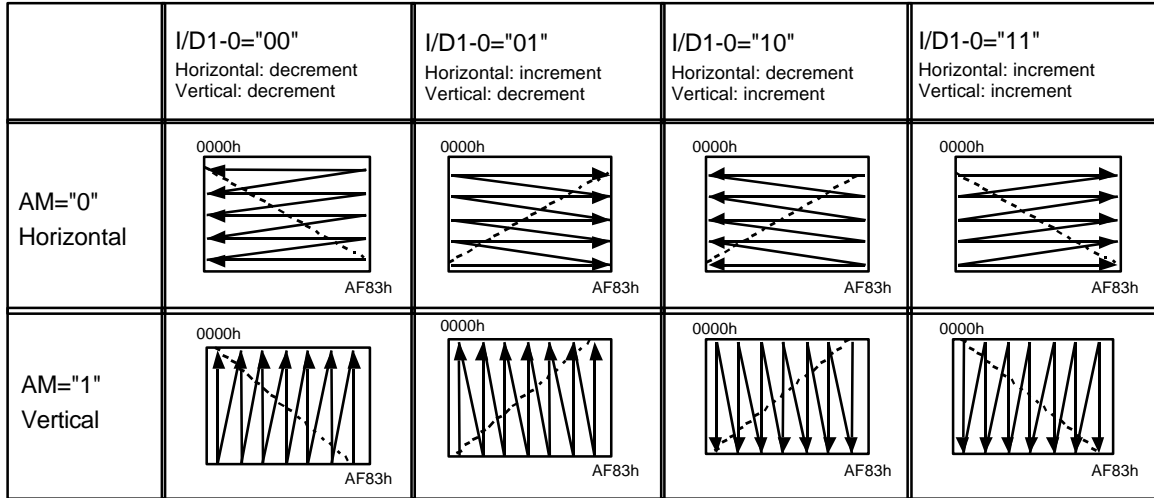 I/D1-0="00"
Horizontal: decrement
Vertical: decrement
I/D1-0="01"
Horizontal: increment
Vertical: decrement
I/D1-0="10"
Horizontal: decrement
Vertical: increment
I/D1-0="11"
Horizontal: increment
Vertical: increment
AM="0"
Horizontal
0000h
AF83h
0000h
AF83h
0000h
AF83h
0000h
AF83h
AM="1"
Vertical
0000h
AF83h
0000h
AF83h
0000h
AF83h
0000h
AF83h